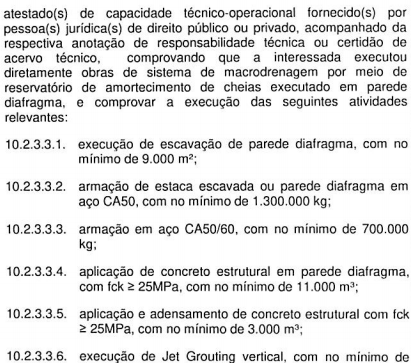 atestado(s) de capacidade técnico-operacional fornecido(s) por
pessoa(s) jurídica(s) de direito público ou privado, acompanhado da
respectiva anotação de responsabilidade técnica ou certidão de
acervo técnico, comprovando que a interessada executou
diretamente obras de sistema de macrodrenagem por meio de
reservatório de amortecimento de cheias executado em parede
diafragma, e comprovar a execução das seguintes atividades
relevantes:
10.2.3.3.1. execução de escavação de parede diafragma, com no
mínimo de 9.000 m²;
10.2.3.3.2. armação de estaca escavada ou parede diafragma em
aço CA50, com no mínimo de 1.300.000 kg;
10.2.3.3.3. armação em aço CA50/60, com no mínimo de 700.000
kg;
10.2.3.3.4. aplicação de concreto estrutural em parede diafragma,
com fck ≥ 25MPa, com no mínimo de 11.000 m³;
10.2.3.3.5. aplicação e adensamento de concreto estrutural com fck
≥ 25MPa, com no mínimo de 3.000 m³;
10.2.3.3.6. execução de Jet Grouting vertical, com no mínimo de